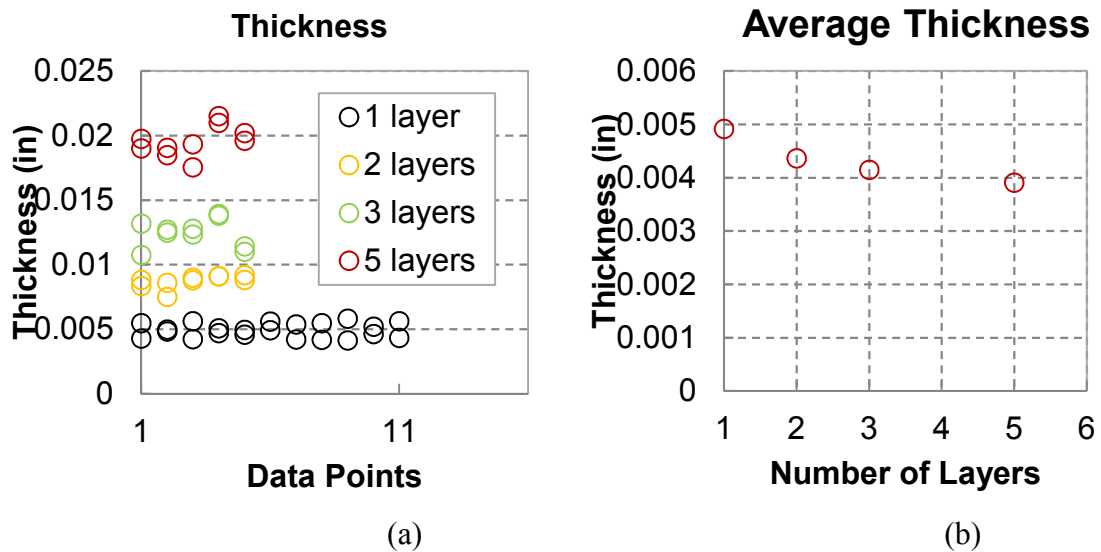 Thickness
Thickness (in)
0.025
0.02
0.015
0.01
0.005
0
1 layer
2 layers
3 layers
5 layers
1 11
Data Points
(a)
Average Thickness
Thickness (in)
0.006
0.005
0.004
0.003
0.002
0.001
0
1 2 3 4 5 6
Number of Layers
(b)